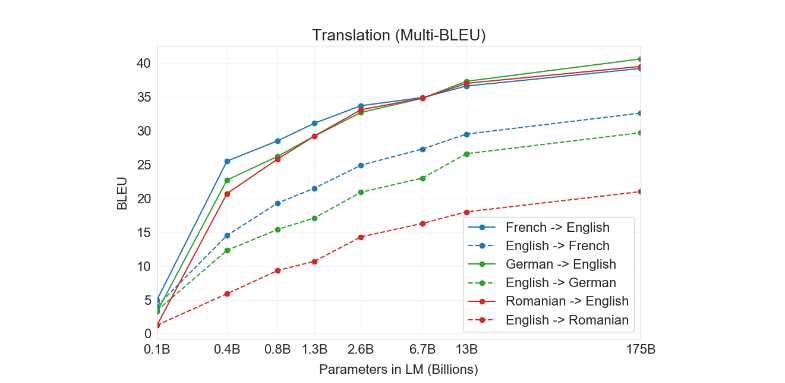 Translation (Multi-BLEU)
40
35
30
25
20
15
10
5
0
BLEU
French -> English
English -> French
German -> English
English -> German
Romanian -> English
English -> Romanian
0.1B 0.4B 0.8B 1.3B 2.6B 6.7B 13B 175B
Parameters in LM (Billions)